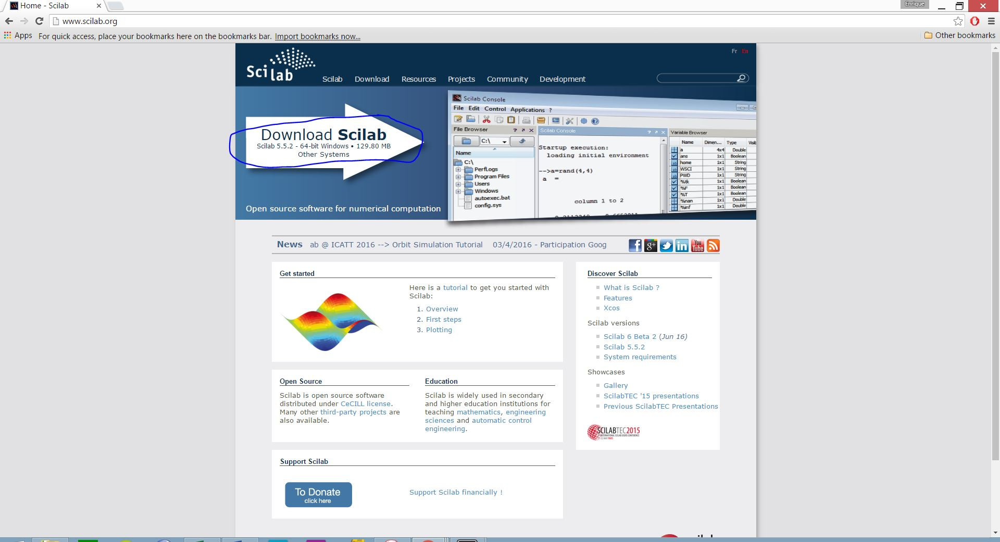 Home - Scilab
Enrique
www.scilab.org
Apps For quick access, place your bookmarks here on the bookmarks bar. Import bookmarks now...
Other bookmarks
Fr En
Scilab
Scilab Download Resources Projects Community Development
Download Scilab
Scilab 5.5.2 - 64-bit Windows • 129.80 MB
Other Systems
Open source software for numerical computation
Scilab Console
File Edit Control Applications ?
File Browser
C:\
Name
C:\
PerfLogs
Program Files
Users
Windows
autoexec.bat
config.sys
Scilab Console
Startup execution:
loading initial environment
-->a=rand(4,4)
a =
column 1 to 2
Variable Browser
Name Dimen... Type
a 4x4 Double
ans 1x1 Boolean
home 1x1 String
WSCI 1x1 String
PWD 1x1 String
%tk 1x1 Boolean
%F 1x1 Boolean
%T 1x1 Boolean
%nan 1x1 Double
%inf 1x1 Double
News ab @ ICATT 2016 --> Orbit Simulation Tutorial 03/4/2016 - Participation Goog
f g+ in You Tube
Get started
Here is a tutorial to get you started with
Scilab:
1. Overview
2. First steps
3. Plotting
Open Source
Scilab is open source software
distributed under CeCILL license.
Many other third-party projects are
also available.
Education
Scilab is widely used in secondary
and higher education institutions for
teaching mathematics, engineering
sciences and automatic control
engineering.
Support Scilab
To Donate
click here
Support Scilab financially !
Discover Scilab
What is Scilab ?
Features
Xcos
Scilab versions
Scilab 6 Beta 2 (Jun 16)
Scilab 5.5.2
System requirements
Showcases
Gallery
ScilabTEC '15 presentations
Previous ScilabTEC Presentations
SCILABTEC2015